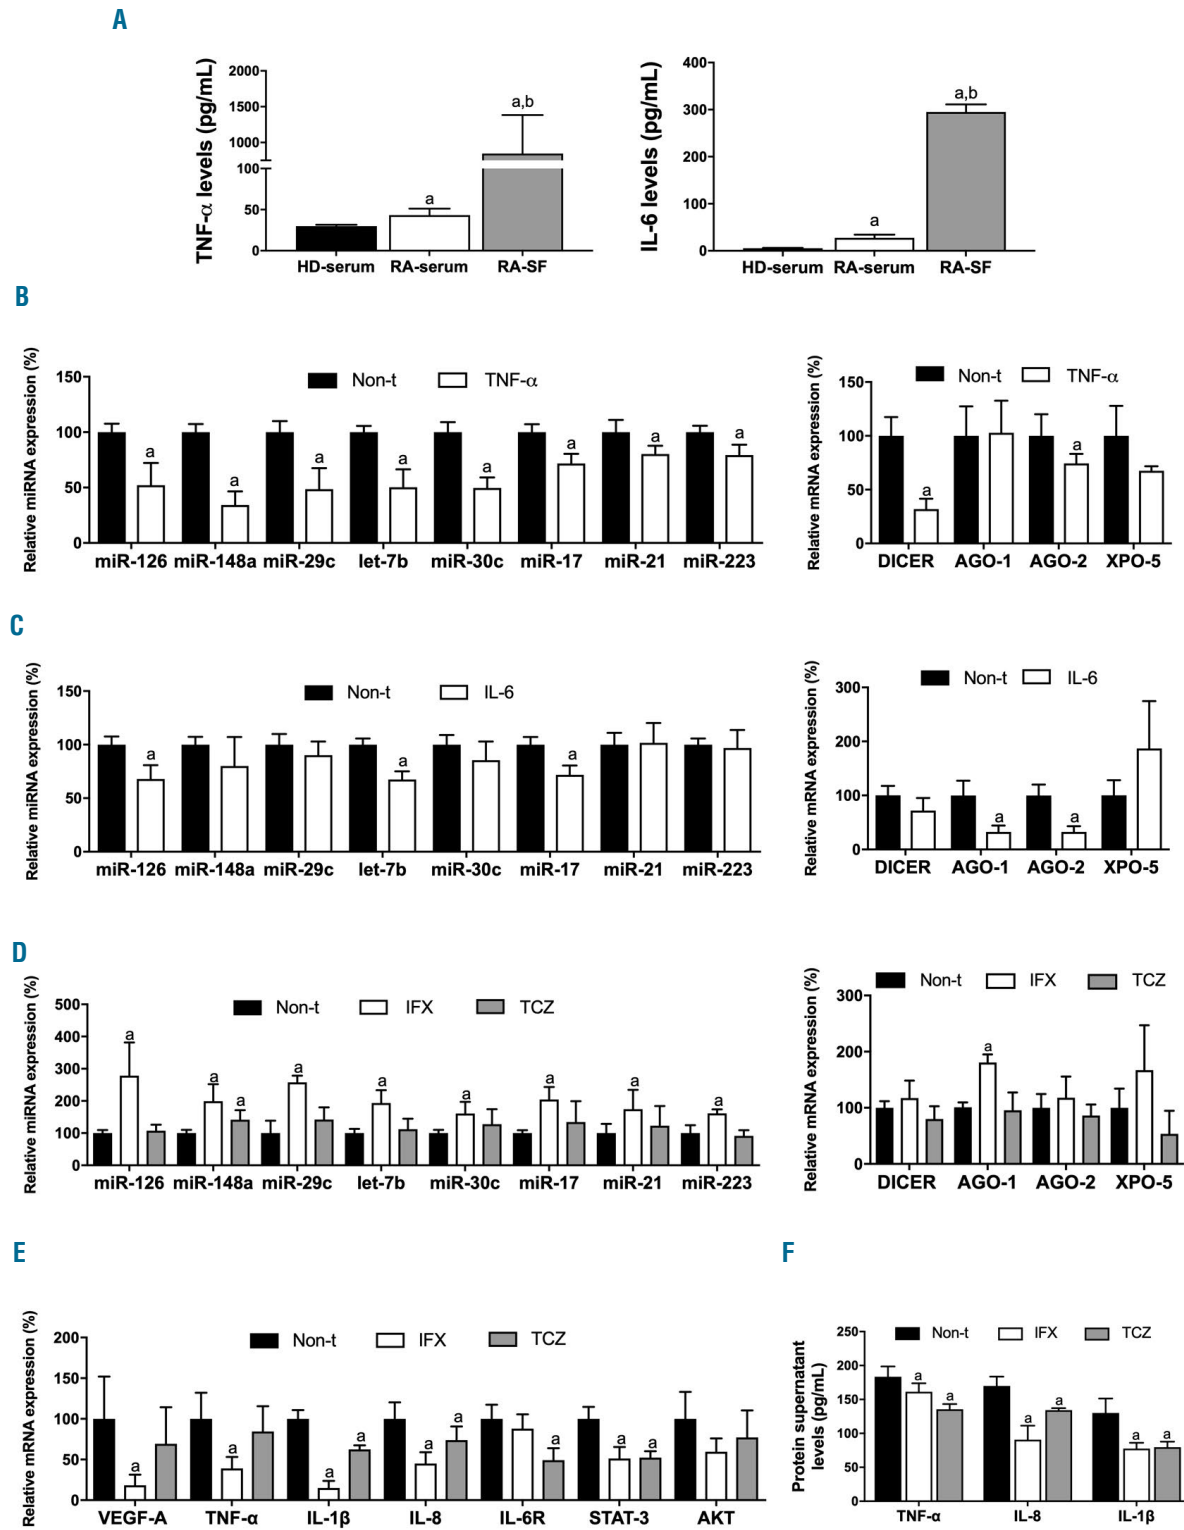 A
TNF-α levels (pg/mL)
2000
1500
1000
100
50
0
a
a,b
HD-serum RA-serum RA-SF
IL-6 levels (pg/mL)
400
300
200
100
0
a
a,b
HD-serum RA-serum RA-SF
B
Relative miRNA expression (%)
150
100
50
0
Non-t TNF-α
a a a a a a a a
miR-126 miR-148a miR-29c let-7b miR-30c miR-17 miR-21 miR-223
Relative mRNA expression (%)
150
100
50
0
Non-t TNF-α
a a
DICER AGO-1 AGO-2 XPO-5
C
Relative miRNA expression (%)
150
100
50
0
Non-t IL-6
a a a
miR-126 miR-148a miR-29c let-7b miR-30c miR-17 miR-21 miR-223
Relative mRNA expression (%)
300
200
100
0
Non-t IL-6
a a
DICER AGO-1 AGO-2 XPO-5
D
Relative miRNA expression (%)
500
400
300
200
100
0
Non-t IFX TCZ
a a a a a a a a a
miR-126 miR-148a miR-29c let-7b miR-30c miR-17 miR-21 miR-223
Relative mRNA expression (%)
300
200
100
0
Non-t IFX TCZ
a
DICER AGO-1 AGO-2 XPO-5
E
Relative mRNA expression (%)
200
150
100
50
0
Non-t IFX TCZ
a a a a a a a a a
VEGF-A TNF-α IL-1β IL-8 IL-6R STAT-3 AKT
F
Protein supernatant
levels (pg/mL)
250
200
150
100
50
0
Non-t IFX TCZ
a a a a a a
TNF-α IL-8 IL-1β